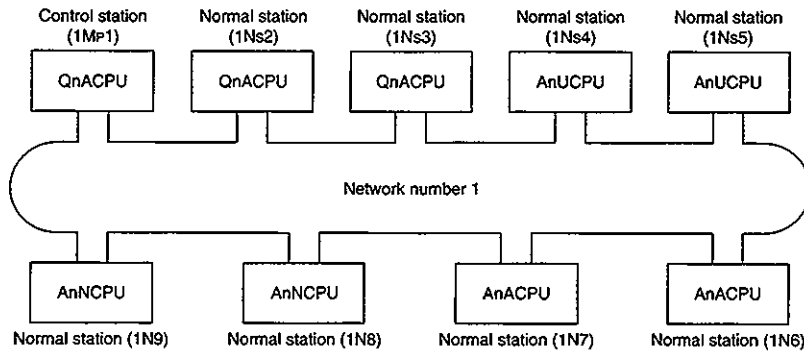 Control station
(1MP1)
Normal station
(1Ns2)
Normal station
(1Ns3)
Normal station
(1Ns4)
Normal station
(1Ns5)
QnACPU
QnACPU
QnACPU
AnUCPU
AnUCPU
Network number 1
AnNCPU
AnNCPU
AnACPU
AnACPU
Normal station (1N9)
Normal station (1N8)
Normal station (1N7)
Normal station (1N6)